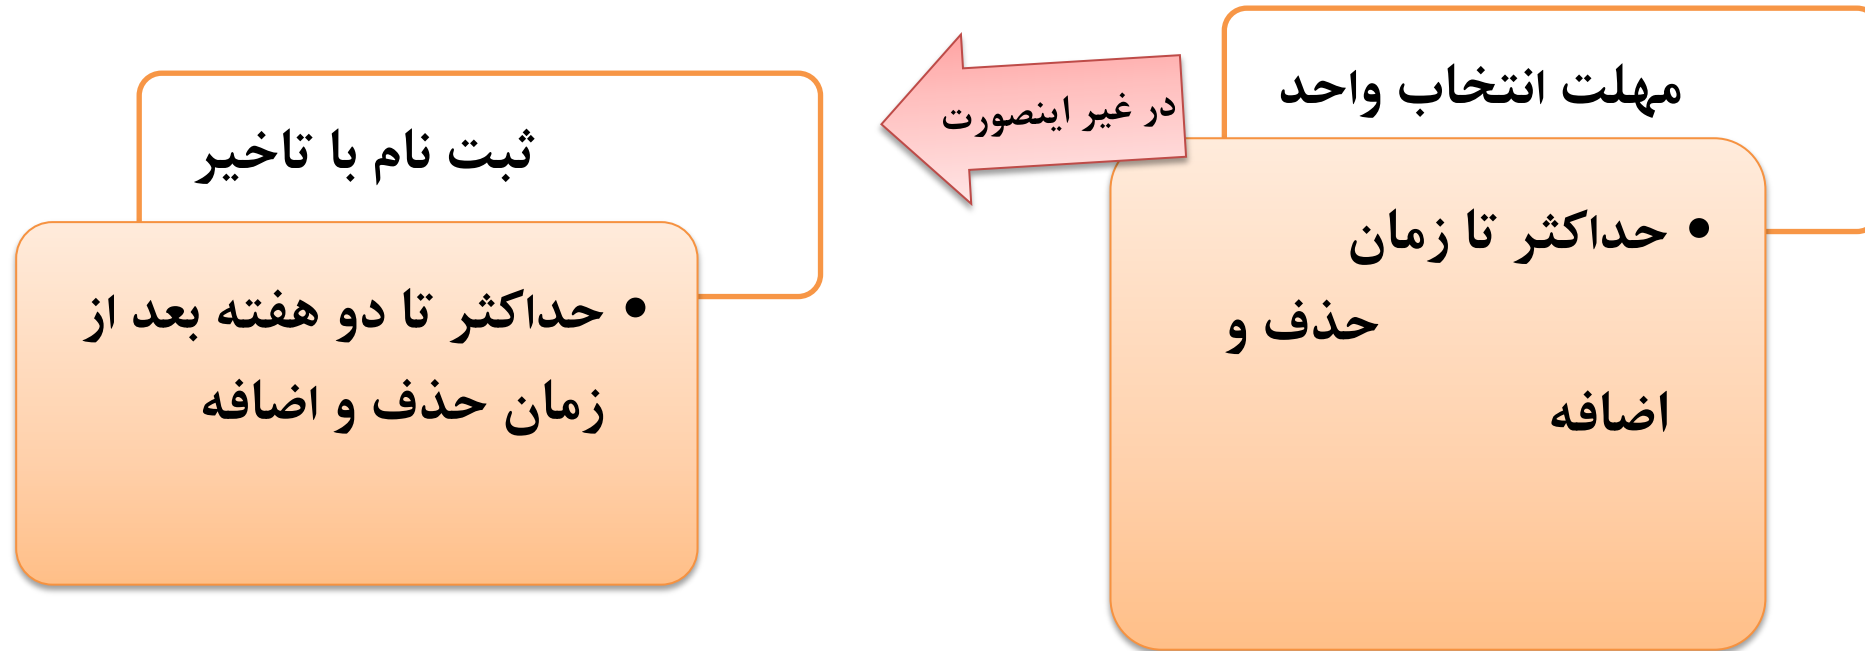 مهلت انتخاب واحد
• حداکثر تا زمان
حذف و
اضافه
در غیر اینصورت
ثبت نام با تاخیر
• حداکثر تا دو هفته بعد از
زمان حذف و اضافه